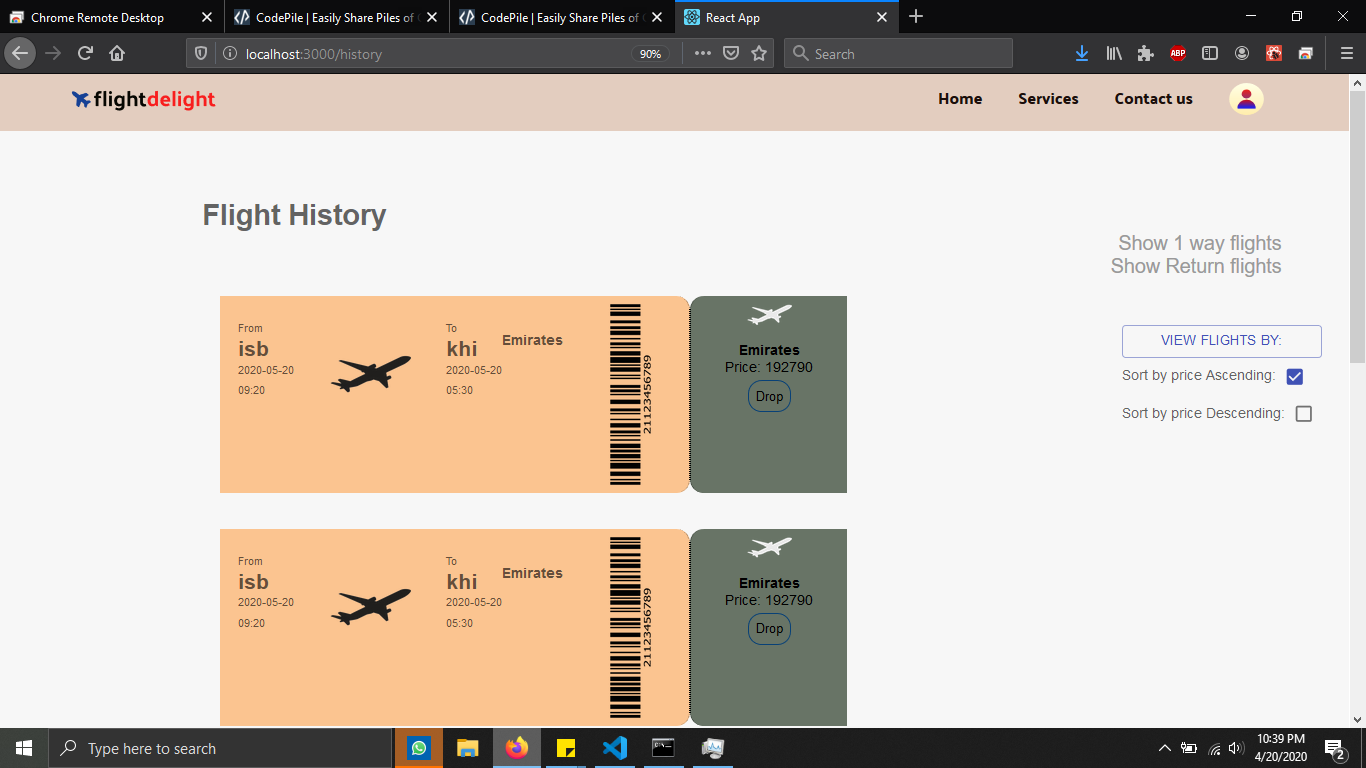 Chrome Remote Desktop
CodePile | Easily Share Piles of
CodePile | Easily Share Piles of
React App
localhost:3000/history
90%
Search
ABP
flightdelight
Home
Services
Contact us
Flight History
Show 1 way flights
Show Return flights
VIEW FLIGHTS BY:
Sort by price Ascending:
Sort by price Descending:
From
isb
2020-05-20
09:20
To
khi
2020-05-20
05:30
Emirates
21123456789
Emirates
Price: 192790
Drop
From
isb
2020-05-20
09:20
To
khi
2020-05-20
05:30
Emirates
21123456789
Emirates
Price: 192790
Drop
Type here to search
10:39 PM
4/20/2020
2